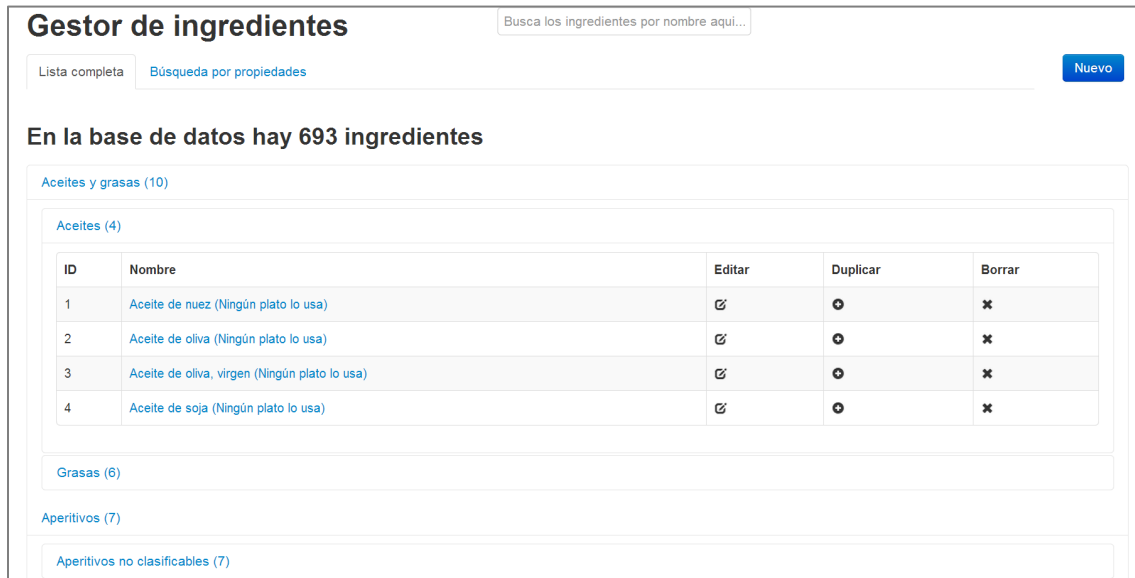 Gestor de ingredientes
Busca los ingredientes por nombre aqui...
Lista completa Búsqueda por propiedades Nuevo
En la base de datos hay 693 ingredientes
Aceites y grasas (10)
Aceites (4)
ID Nombre Editar Duplicar Borrar
1 Aceite de nuez (Ningún plato lo usa)
2 Aceite de oliva (Ningún plato lo usa)
3 Aceite de oliva, virgen (Ningún plato lo usa)
4 Aceite de soja (Ningún plato lo usa)
Grasas (6)
Aperitivos (7)
Aperitivos no clasificables (7)